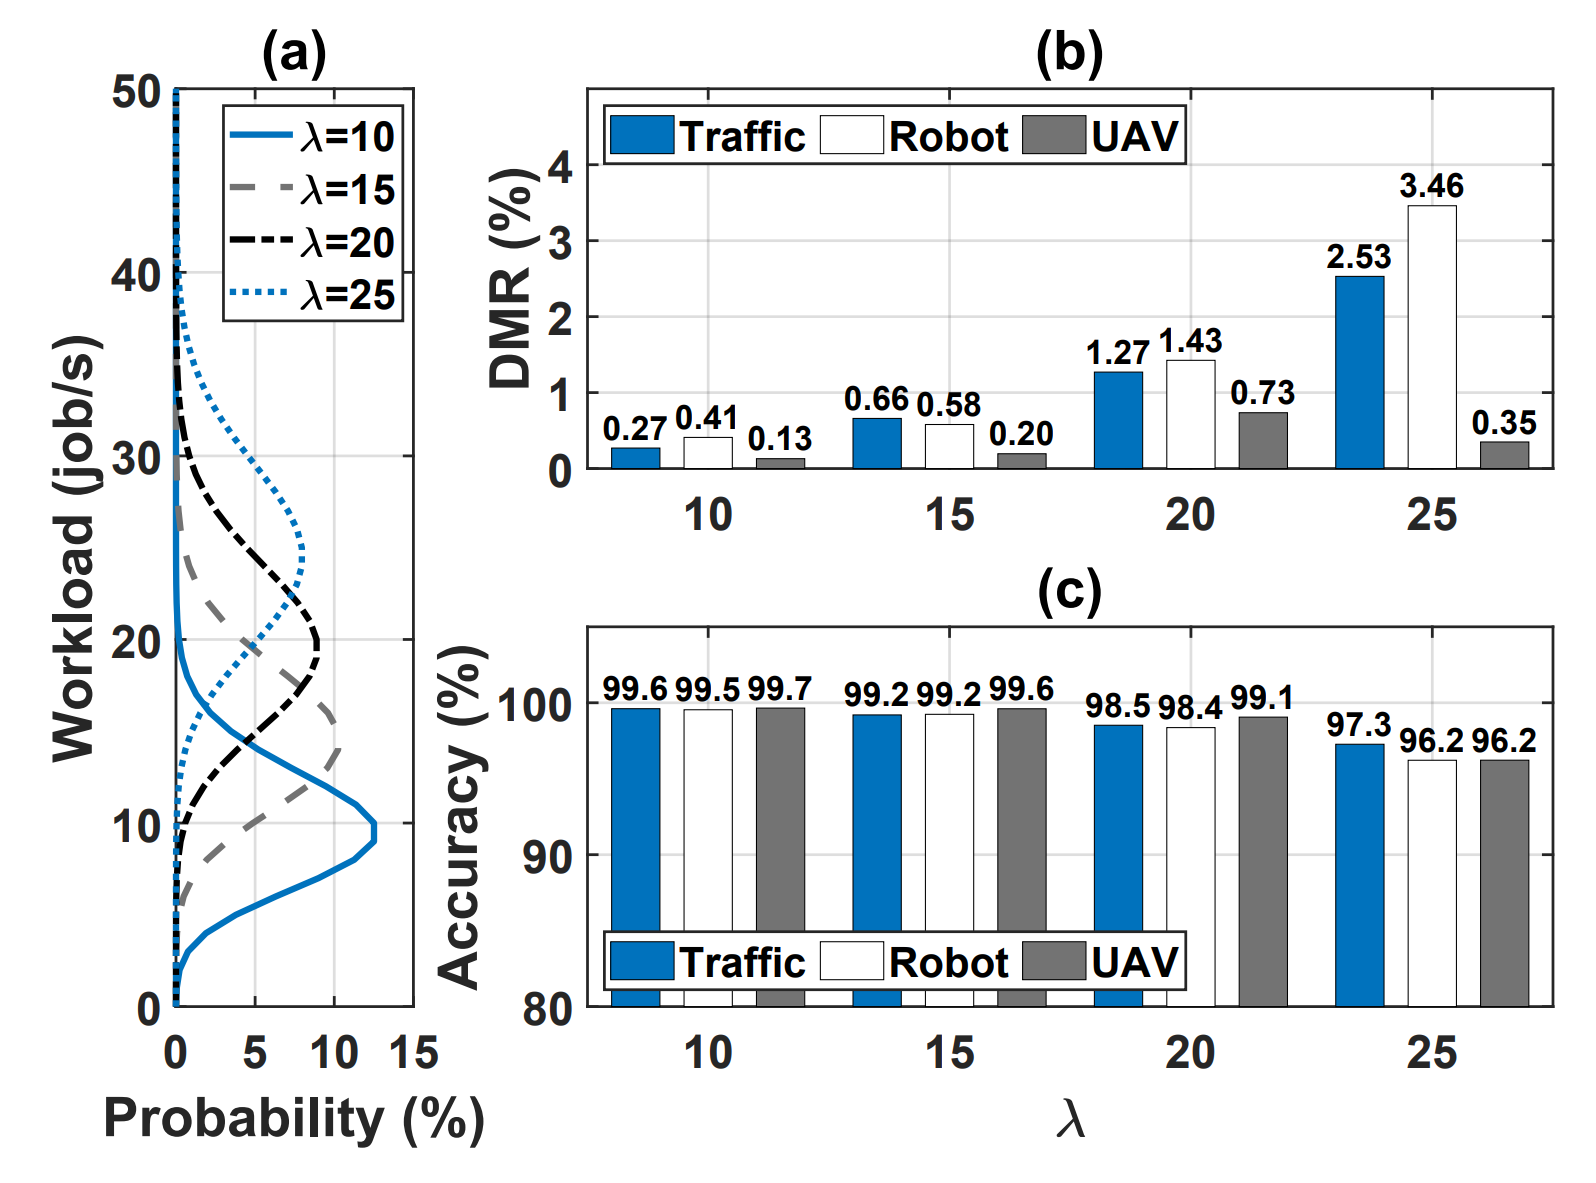 (a)
50
40
30
20
10
0
0 5 10 15
Workload (job/s)
Probability (%)
λ=10
λ=15
λ=20
λ=25
(b)
Traffic Robot UAV
DMR (%)
4
3
2
1
0
0.27 0.41 0.13 0.66 0.58 0.20 1.27 1.43 0.73 2.53 3.46 0.35
10 15 20 25
(c)
Accuracy (%)
100
90
80
99.6 99.5 99.7 99.2 99.2 99.6 98.5 98.4 99.1 97.3 96.2 96.2
Traffic Robot UAV
10 15 20 25
λ